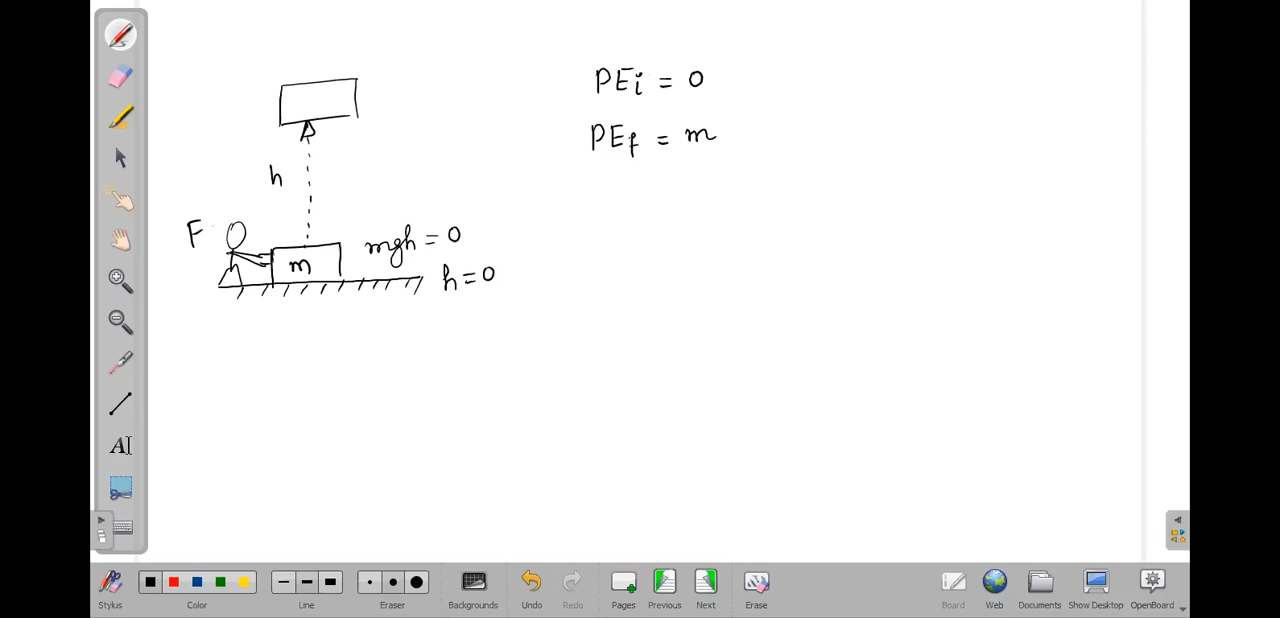 PEi = 0
PEf = m
h
F
m
mgh = 0
h = 0
A
Stylus
Color
Line
Eraser
Backgrounds
Undo
Redo
Pages
Previous
Next
Erase
Board
Web
Documents
Show Desktop
OpenBoard